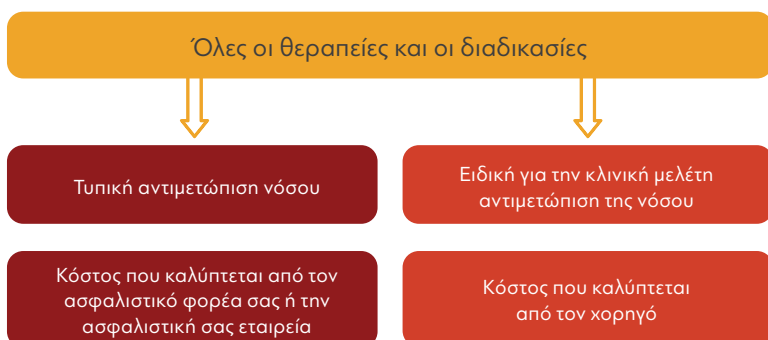 Όλες οι θεραπείες και οι διαδικασίες
Τυπική αντιμετώπιση νόσου
Ειδική για την κλινική μελέτη
αντιμετώπιση της νόσου
Κόστος που καλύπτεται από τον
ασφαλιστικό φορέα σας ή την
ασφαλιστική σας εταιρεία
Κόστος που καλύπτεται
από τον χορηγό